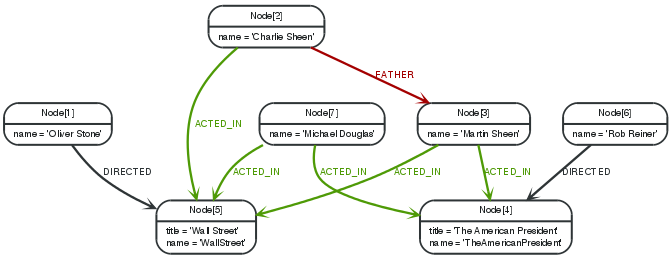 Node[2]
name = 'Charlie Sheen'
FATHER
Node[1]
name = 'Oliver Stone'
ACTED_IN
Node[7]
name = 'Michael Douglas'
Node[3]
name = 'Martin Sheen'
Node[6]
name = 'Rob Reiner'
DIRECTED
ACTED_IN
ACTED_IN
ACTED_IN
ACTED_IN
DIRECTED
Node[5]
title = 'Wall Street'
name = 'WallStreet'
Node[4]
title = 'The American President'
name = 'TheAmericanPresident'